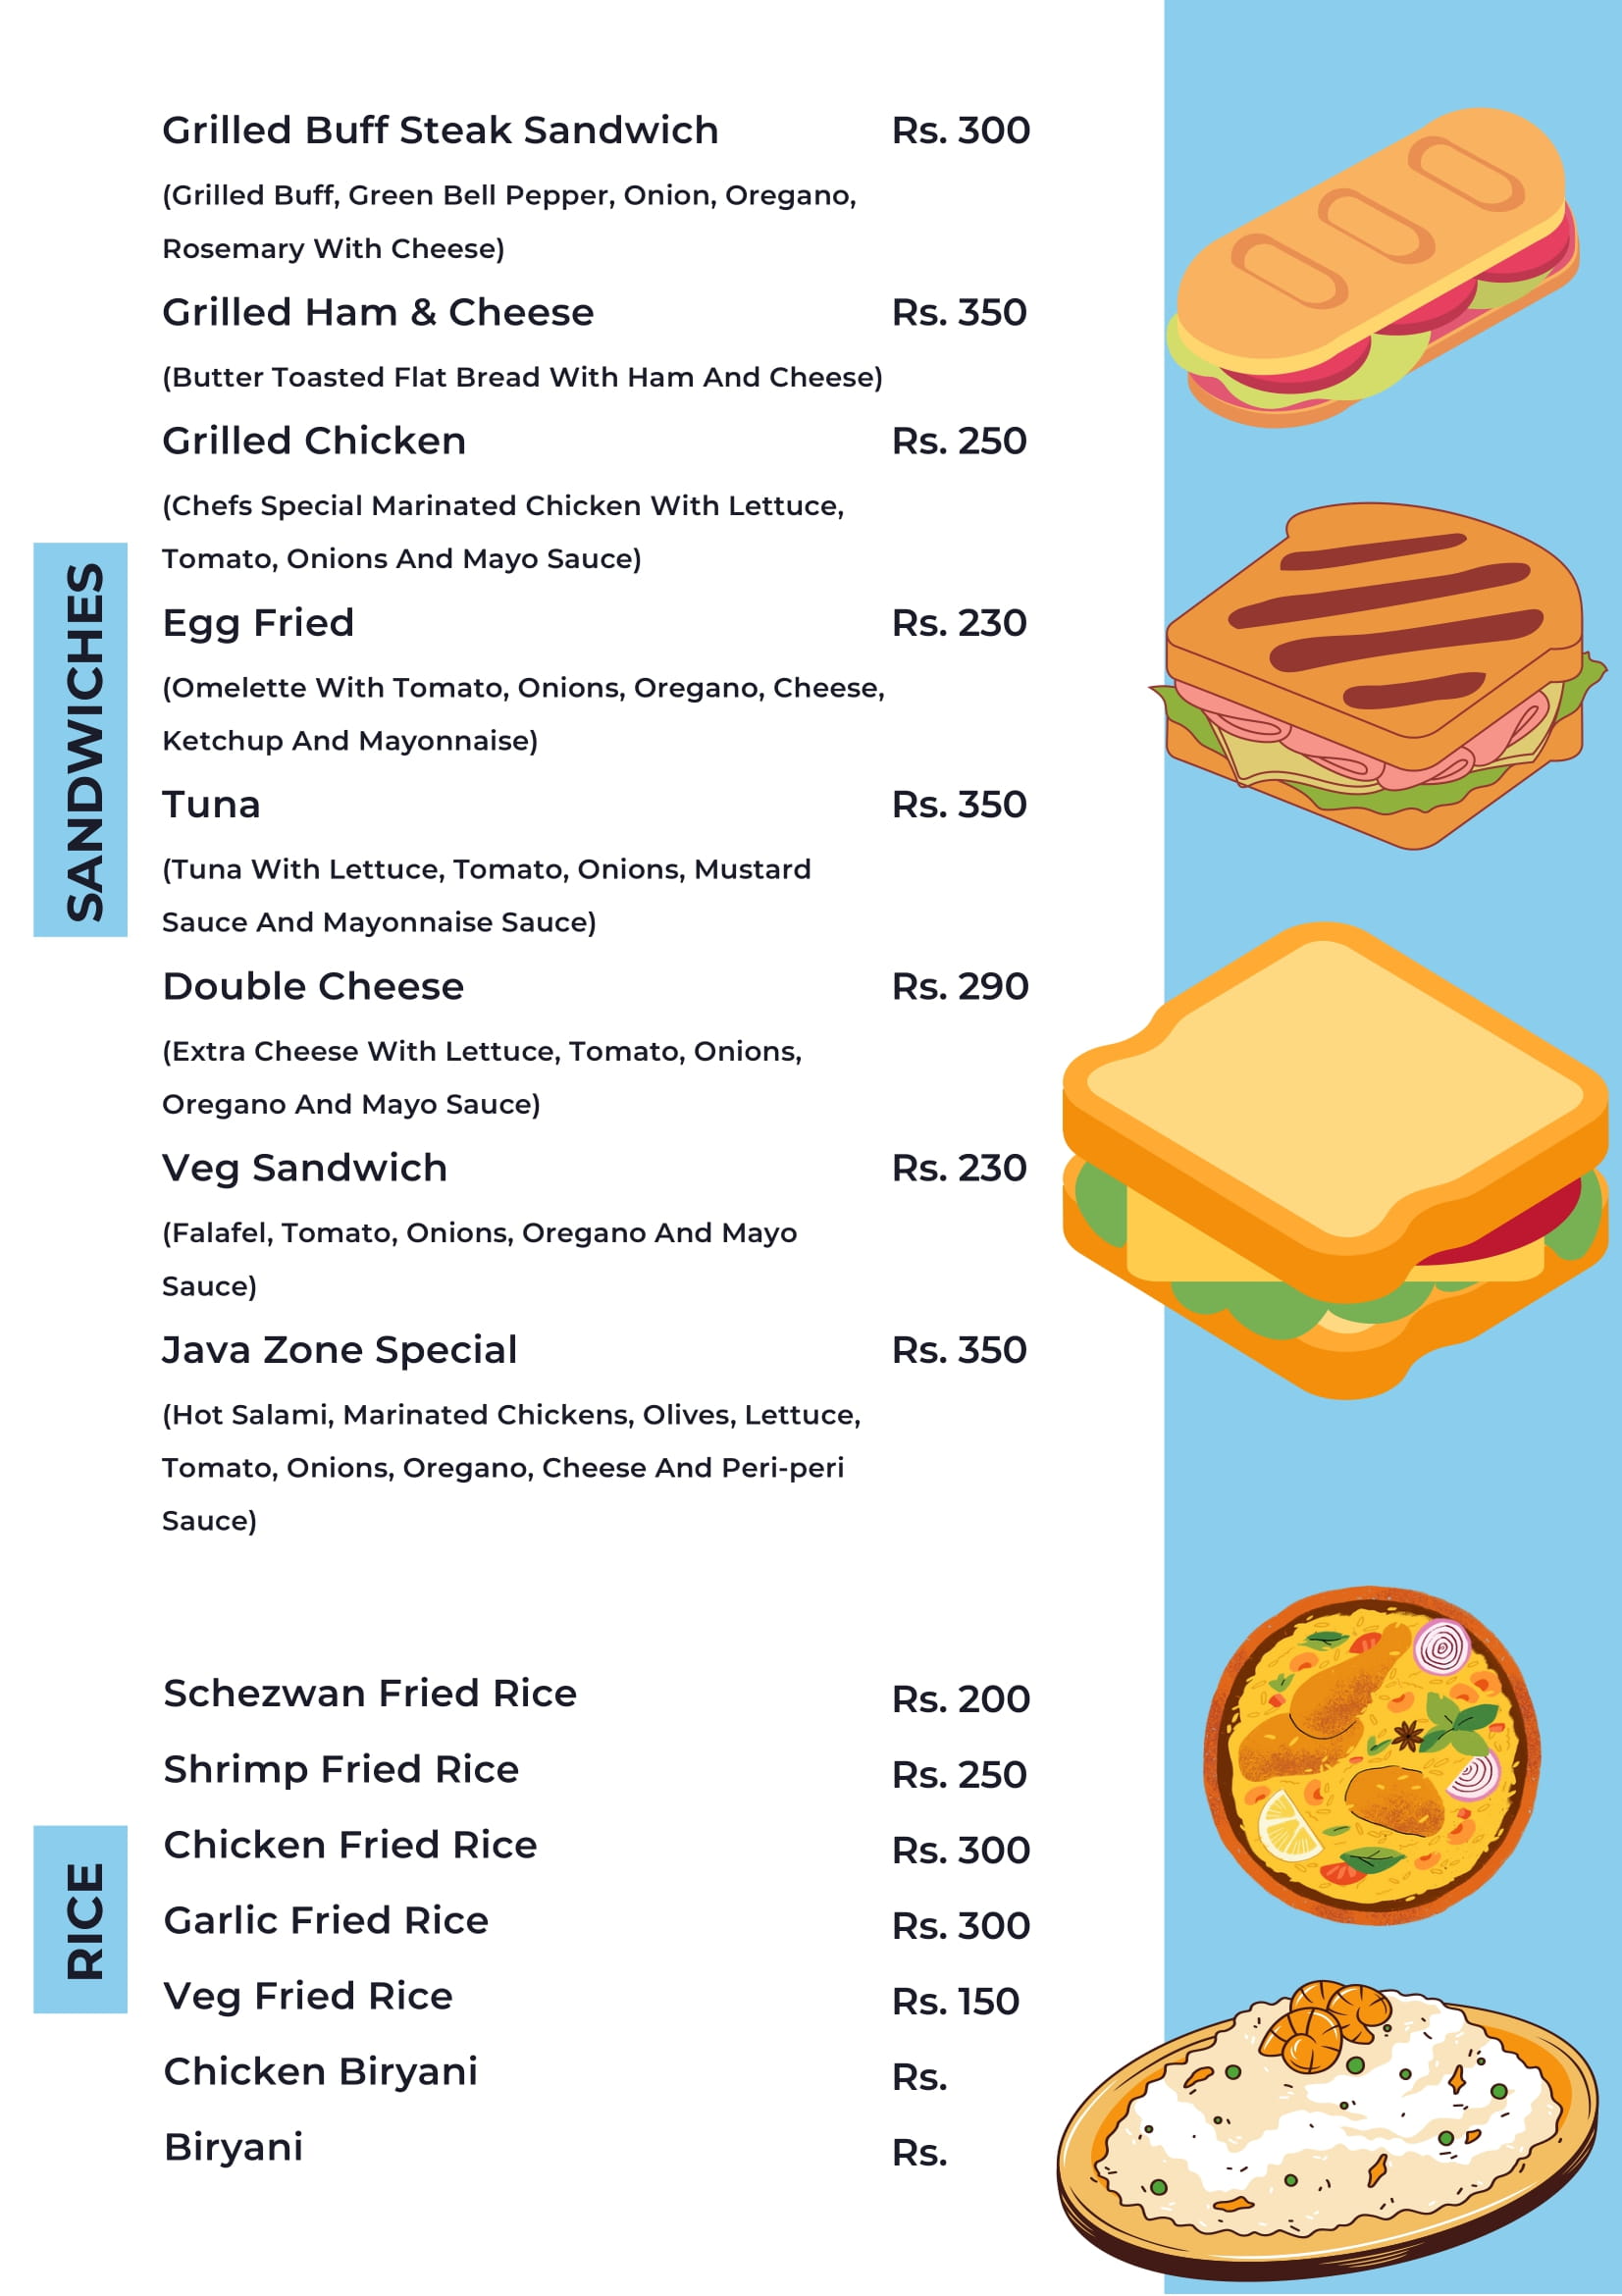 Grilled Buff Steak Sandwich Rs. 300
(Grilled Buff, Green Bell Pepper, Onion, Oregano,
Rosemary With Cheese)
Grilled Ham & Cheese Rs. 350
(Butter Toasted Flat Bread With Ham And Cheese)
Grilled Chicken Rs. 250
(Chefs Special Marinated Chicken With Lettuce,
Tomato, Onions And Mayo Sauce)
SANDWICHES
Egg Fried Rs. 230
(Omelette With Tomato, Onions, Oregano, Cheese,
Ketchup And Mayonnaise)
Tuna Rs. 350
(Tuna With Lettuce, Tomato, Onions, Mustard
Sauce And Mayonnaise Sauce)
Double Cheese Rs. 290
(Extra Cheese With Lettuce, Tomato, Onions,
Oregano And Mayo Sauce)
Veg Sandwich Rs. 230
(Falafel, Tomato, Onions, Oregano And Mayo
Sauce)
Java Zone Special Rs. 350
(Hot Salami, Marinated Chickens, Olives, Lettuce,
Tomato, Onions, Oregano, Cheese And Peri-peri
Sauce)
Schezwan Fried Rice Rs. 200
Shrimp Fried Rice Rs. 250
Chicken Fried Rice Rs. 300
RICE
Garlic Fried Rice Rs. 300
Veg Fried Rice Rs. 150
Chicken Biryani Rs.
Biryani Rs.